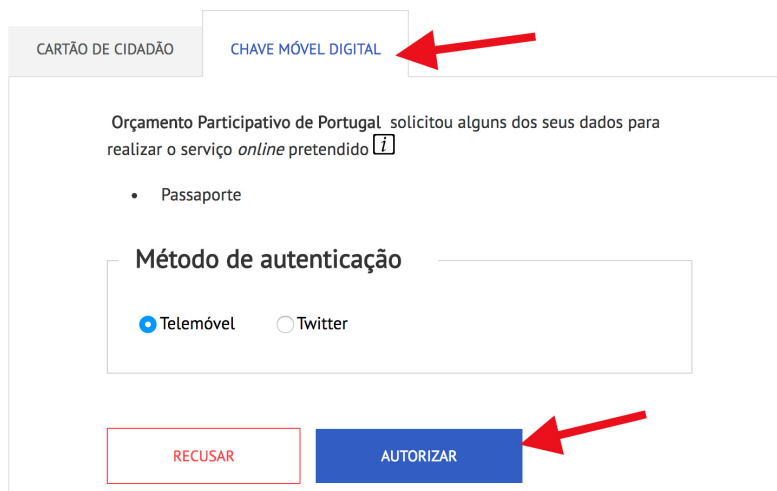 CARTÃO DE CIDADÃO
CHAVE MÓVEL DIGITAL
Orçamento Participativo de Portugal solicitou alguns dos seus dados para
realizar o serviço online pretendido i
• Passaporte
Método de autenticação
Telemóvel Twitter
RECUSAR AUTORIZAR